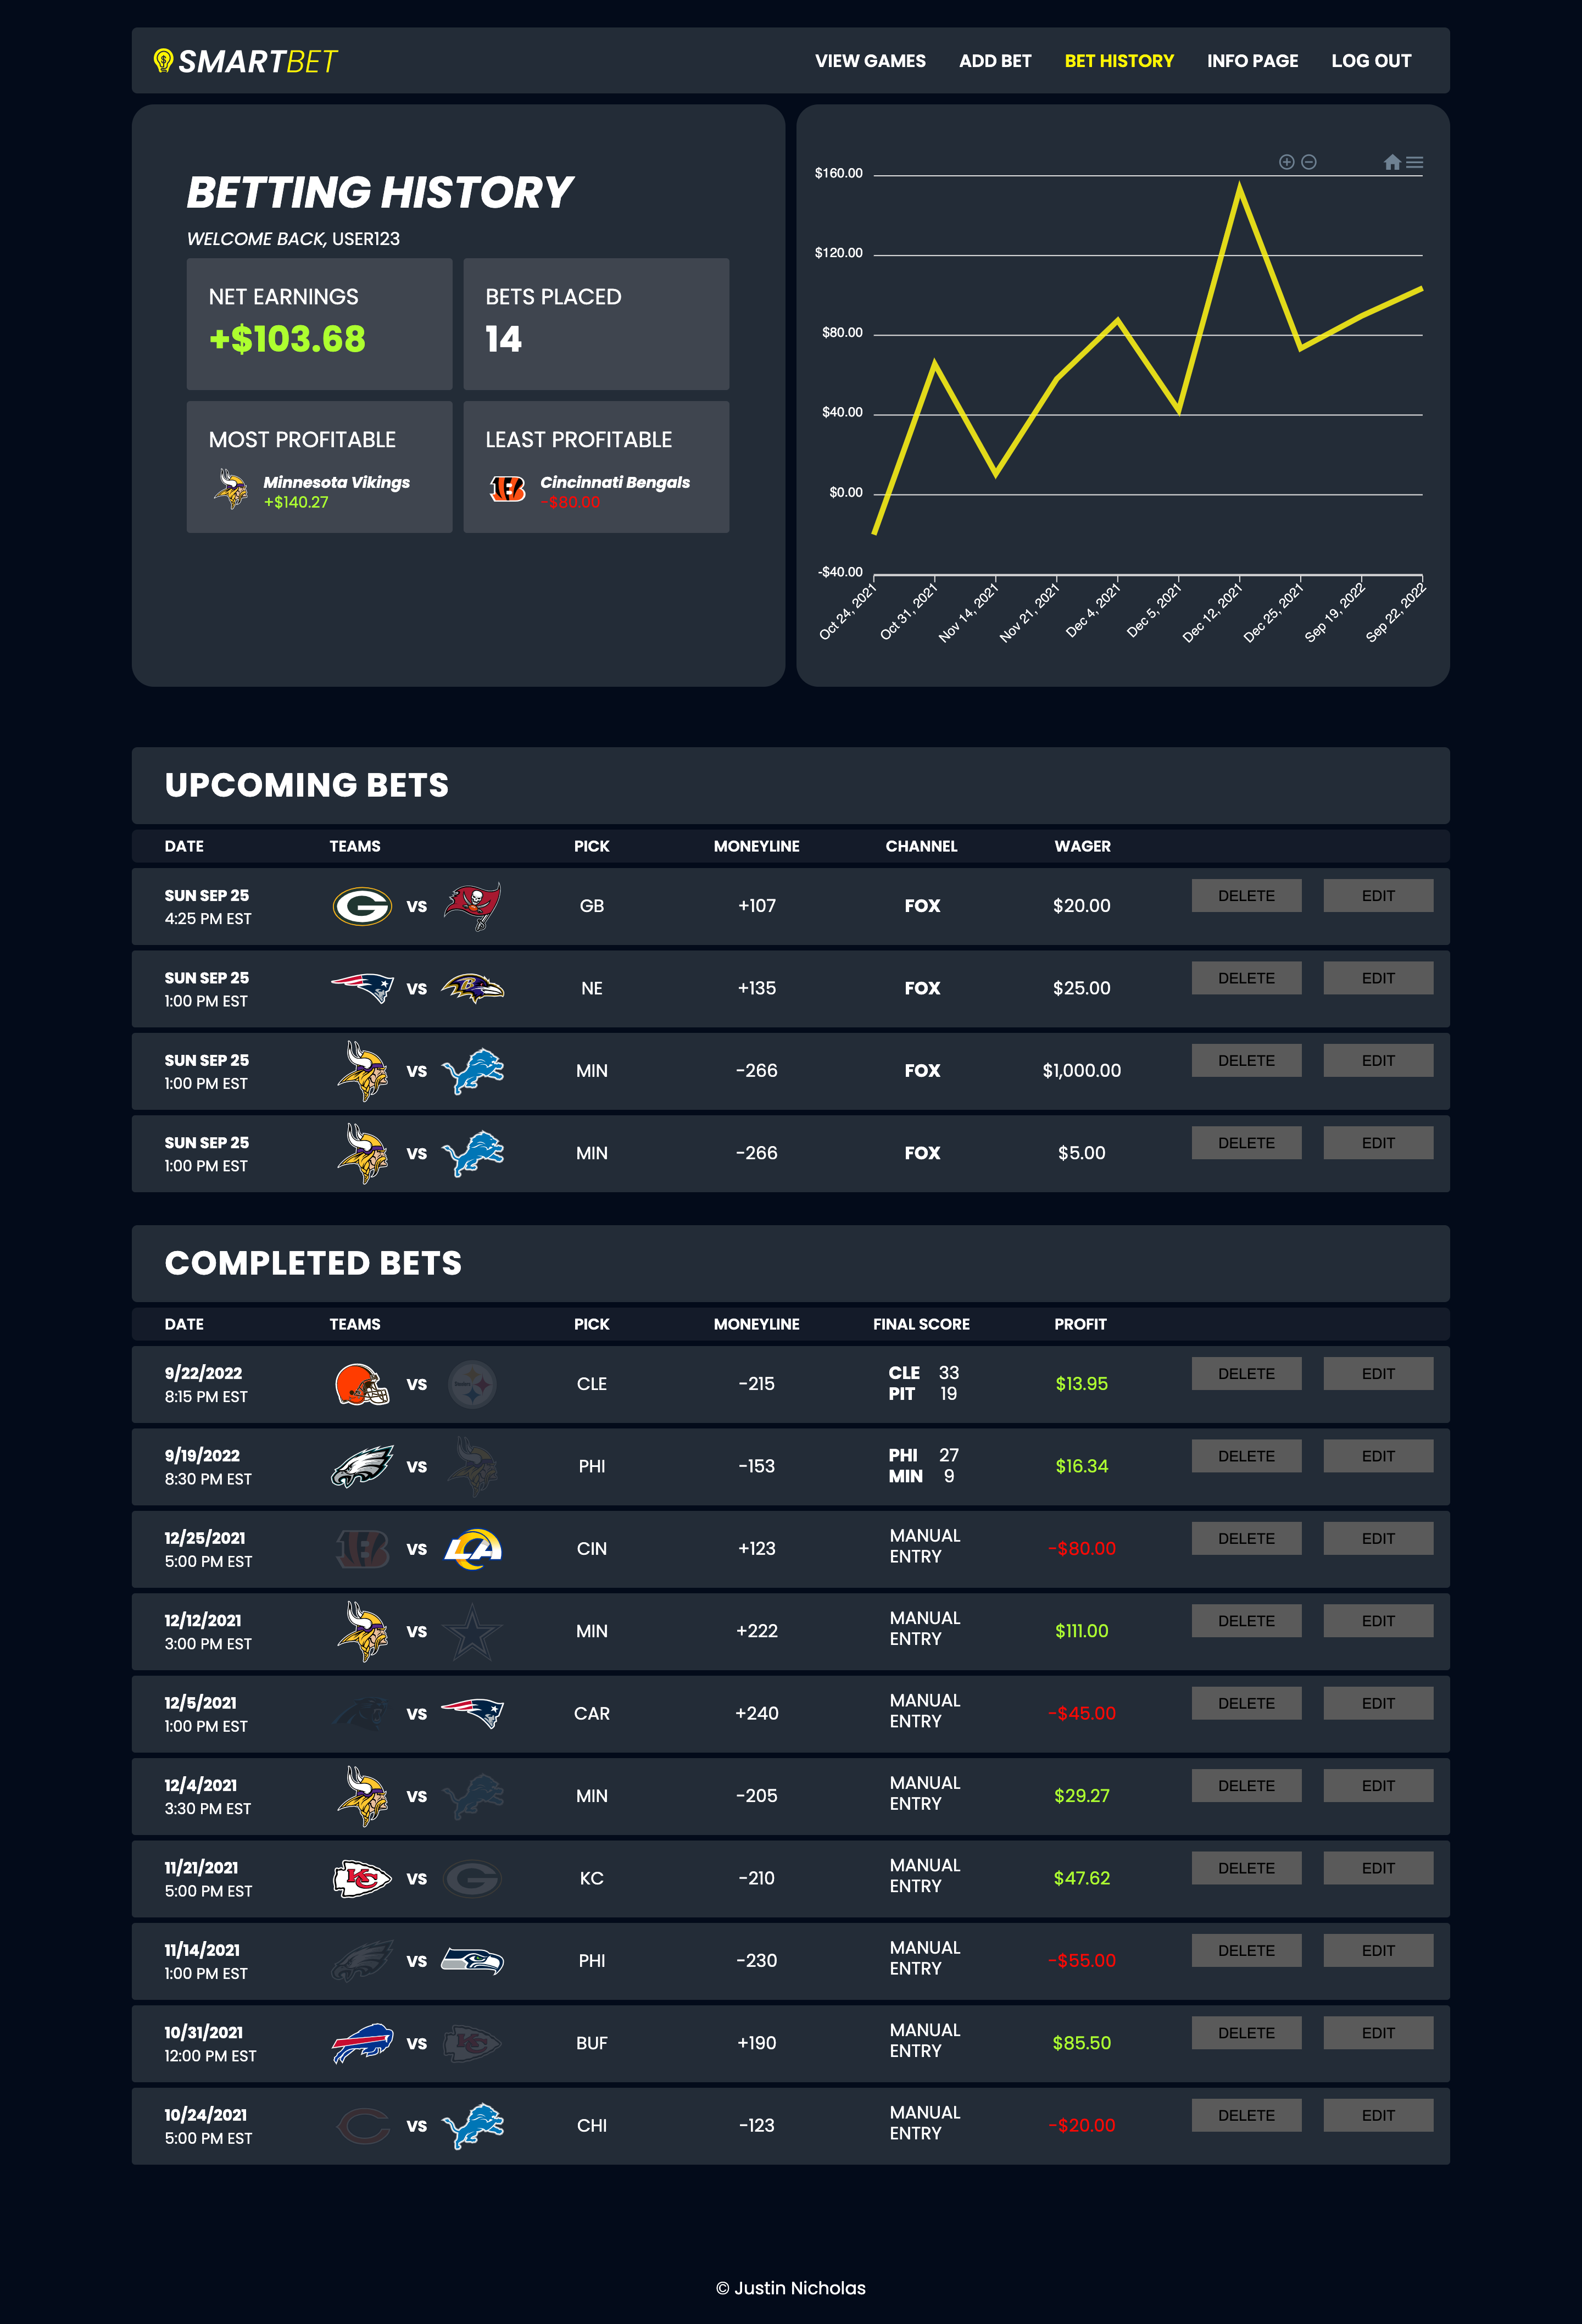 SMARTBET VIEW GAMES ADD BET BET HISTORY INFO PAGE LOG OUT
BETTING HISTORY
WELCOME BACK, USER123
NET EARNINGS
+$103.68
BETS PLACED
14
MOST PROFITABLE
Minnesota Vikings
+$140.27
LEAST PROFITABLE
Cincinnati Bengals
-$80.00
$160.00
$120.00
$80.00
$40.00
$0.00
-$40.00
Oct 24, 2021
Oct 31, 2021
Nov 14, 2021
Nov 21, 2021
Dec 4, 2021
Dec 5, 2021
Dec 12, 2021
Dec 25, 2021
Sep 19, 2022
Sep 22, 2022
UPCOMING BETS
DATE TEAMS PICK MONEYLINE CHANNEL WAGER
SUN SEP 25
4:25 PM EST
G VS GB +107 FOX $20.00 DELETE EDIT
SUN SEP 25
1:00 PM EST
VS NE +135 FOX $25.00 DELETE EDIT
SUN SEP 25
1:00 PM EST
VS MIN -266 FOX $1,000.00 DELETE EDIT
SUN SEP 25
1:00 PM EST
VS MIN -266 FOX $5.00 DELETE EDIT
COMPLETED BETS
DATE TEAMS PICK MONEYLINE FINAL SCORE PROFIT
9/22/2022
8:15 PM EST
VS CLE -215
CLE 33
PIT 19
$13.95 DELETE EDIT
9/19/2022
8:30 PM EST
VS PHI -153
PHI 27
MIN 9
$16.34 DELETE EDIT
12/25/2021
5:00 PM EST
B VS LA CIN +123
MANUAL
ENTRY
-$80.00 DELETE EDIT
12/12/2021
3:00 PM EST
VS MIN +222
MANUAL
ENTRY
$111.00 DELETE EDIT
12/5/2021
1:00 PM EST
VS CAR +240
MANUAL
ENTRY
-$45.00 DELETE EDIT
12/4/2021
3:30 PM EST
VS MIN -205
MANUAL
ENTRY
$29.27 DELETE EDIT
11/21/2021
5:00 PM EST
KC VS G KC -210
MANUAL
ENTRY
$47.62 DELETE EDIT
11/14/2021
1:00 PM EST
VS PHI -230
MANUAL
ENTRY
-$55.00 DELETE EDIT
10/31/2021
12:00 PM EST
VS KC BUF +190
MANUAL
ENTRY
$85.50 DELETE EDIT
10/24/2021
5:00 PM EST
C VS CHI -123
MANUAL
ENTRY
-$20.00 DELETE EDIT
© Justin Nicholas